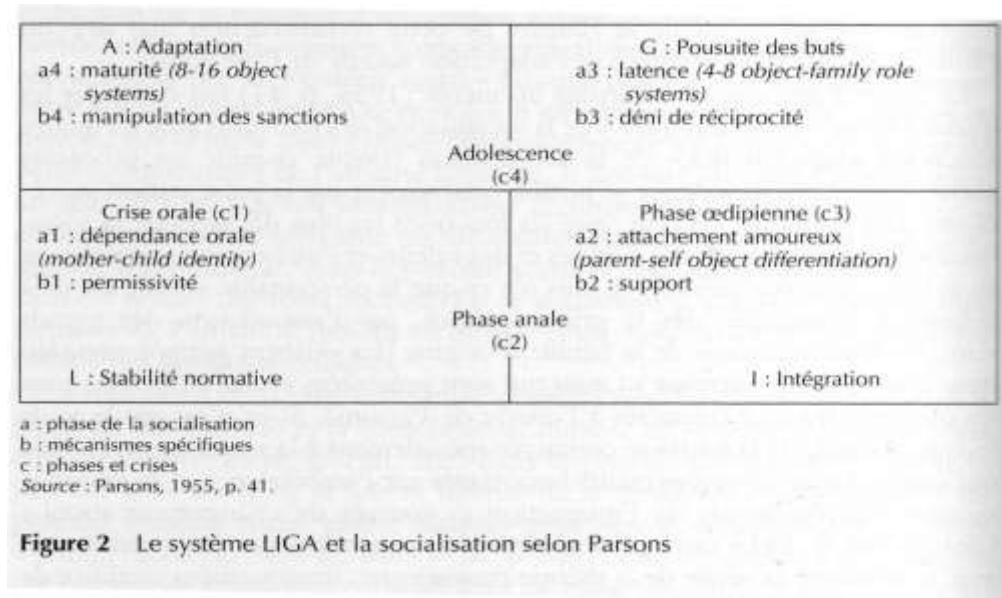 A : Adaptation
a4 : maturité (8-16 object
systems)
b4 : manipulation des sanctions
G : Pousuite des buts
a3 : latence (4-8 object-family role
systems)
b3 : déni de réciprocité
Adolescence
(c4)
Crise orale (c1)
a1 : dépendance orale
(mother-child identity)
b1 : permissivité
Phase œdipienne (c3)
a2 : attachement amoureux
(parent-self object differentiation)
b2 : support
Phase anale
(c2)
L : Stabilité normative
I : Intégration
a : phase de la socialisation
b : mécanismes spécifiques
c : phases et crises
Source : Parsons, 1955, p. 41.
Figure 2 Le système LIGA et la socialisation selon Parsons